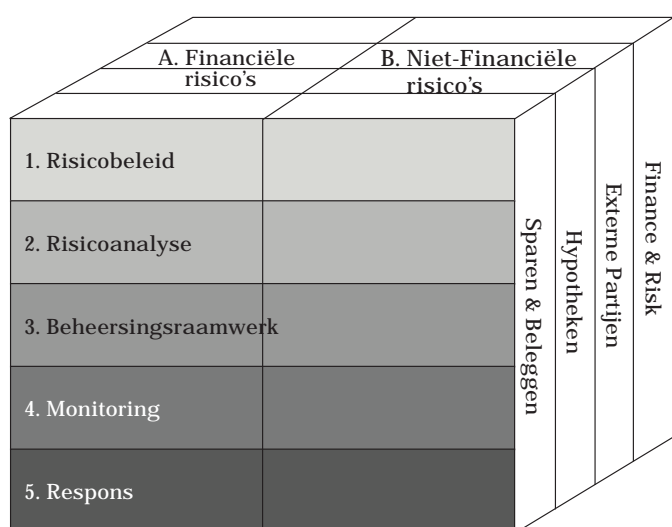 A. Financiële
risico’s
B. Niet-Financiële
risico’s
1. Risicobeleid
2. Risicoanalyse
3. Beheersingsraamwerk
4. Monitoring
5. Respons
Sparen & Beleggen
Hypotheken
Externe Partijen
Finance & Risk